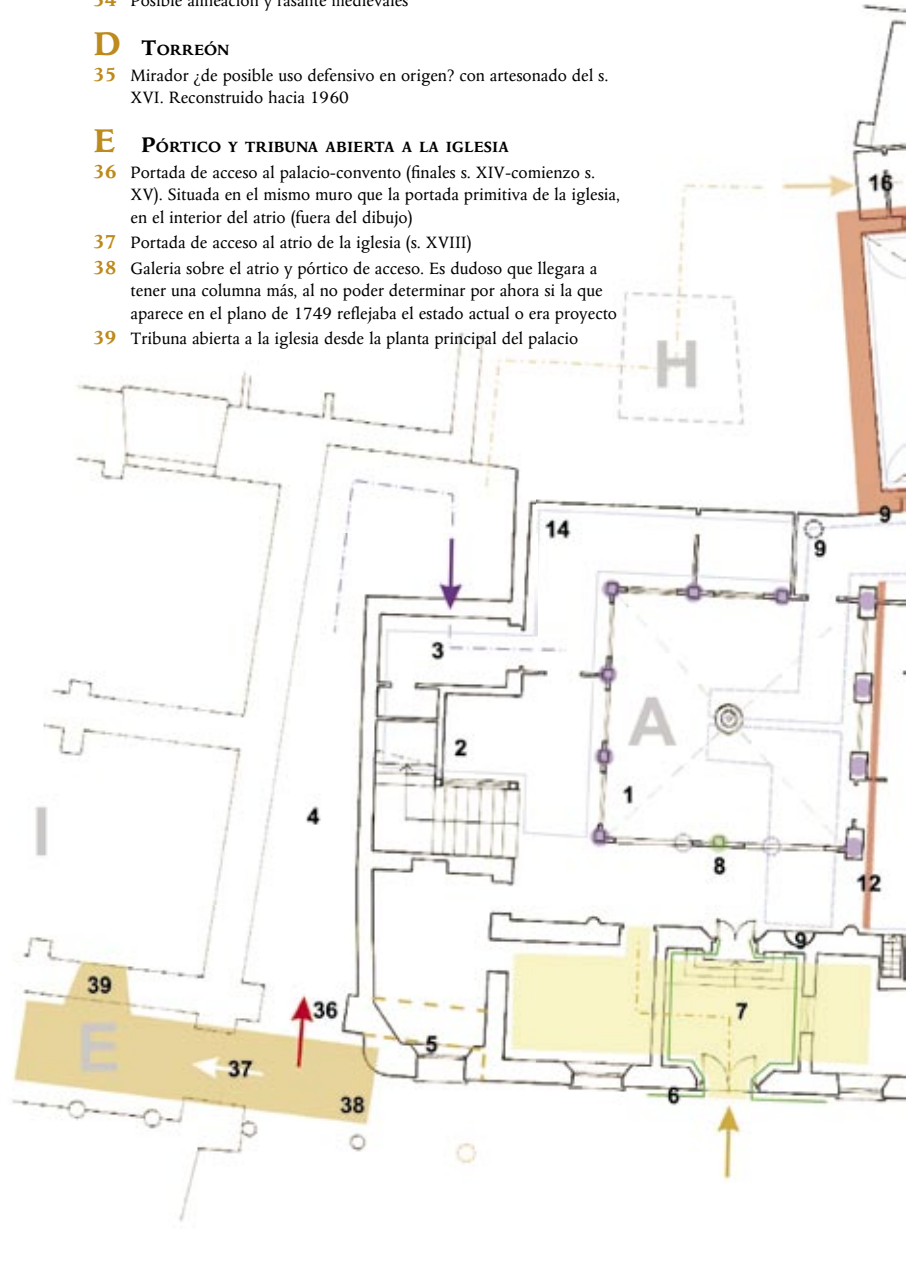 34 Posible alineación y rasante medievales
D TORREÓN
35 Mirador ¿de posible uso defensivo en origen? con artesonado del s.
XVI. Reconstruido hacia 1960
E PÓRTICO Y TRIBUNA ABIERTA A LA IGLESIA
36 Portada de acceso al palacio-convento (finales s. XIV-comienzo s.
XV). Situada en el mismo muro que la portada primitiva de la iglesia,
en el interior del atrio (fuera del dibujo)
37 Portada de acceso al atrio de la iglesia (s. XVIII)
38 Galeria sobre el atrio y pórtico de acceso. Es dudoso que llegara a
tener una columna más, al no poder determinar por ahora si la que
aparece en el plano de 1749 reflejaba el estado actual o era proyecto
39 Tribuna abierta a la iglesia desde la planta principal del palacio
16
H
9
14
9
3
A
2
1
I
4
8
12
9
39
36
7
E
5
37
6
38